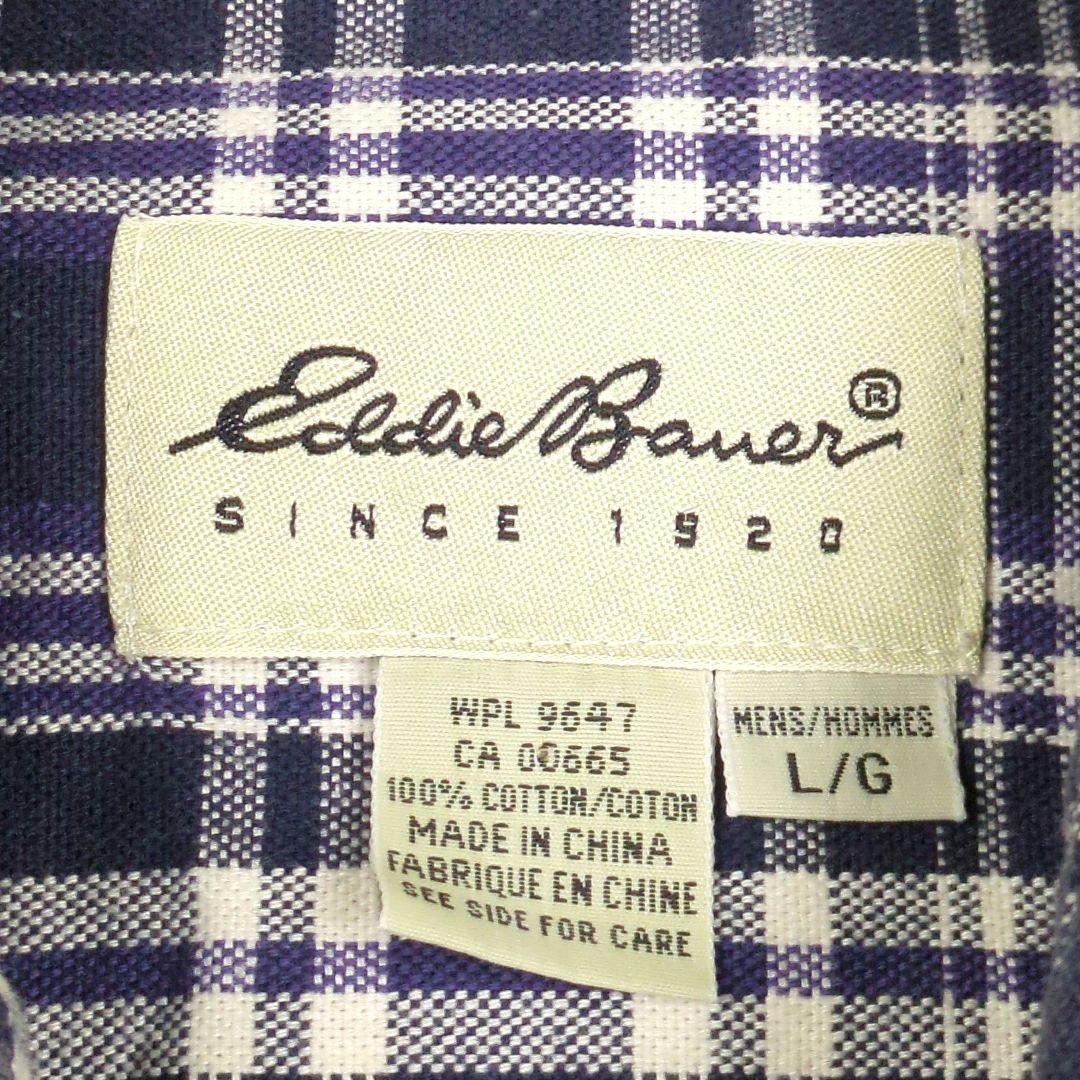 Eddie Bauer®
SINCE 1920
WPL 9647
CA 00665
100% COTTON/COTON
MADE IN CHINA
FABRIQUE EN CHINE
SEE SIDE FOR CARE
MENS/HOMMES
L/G